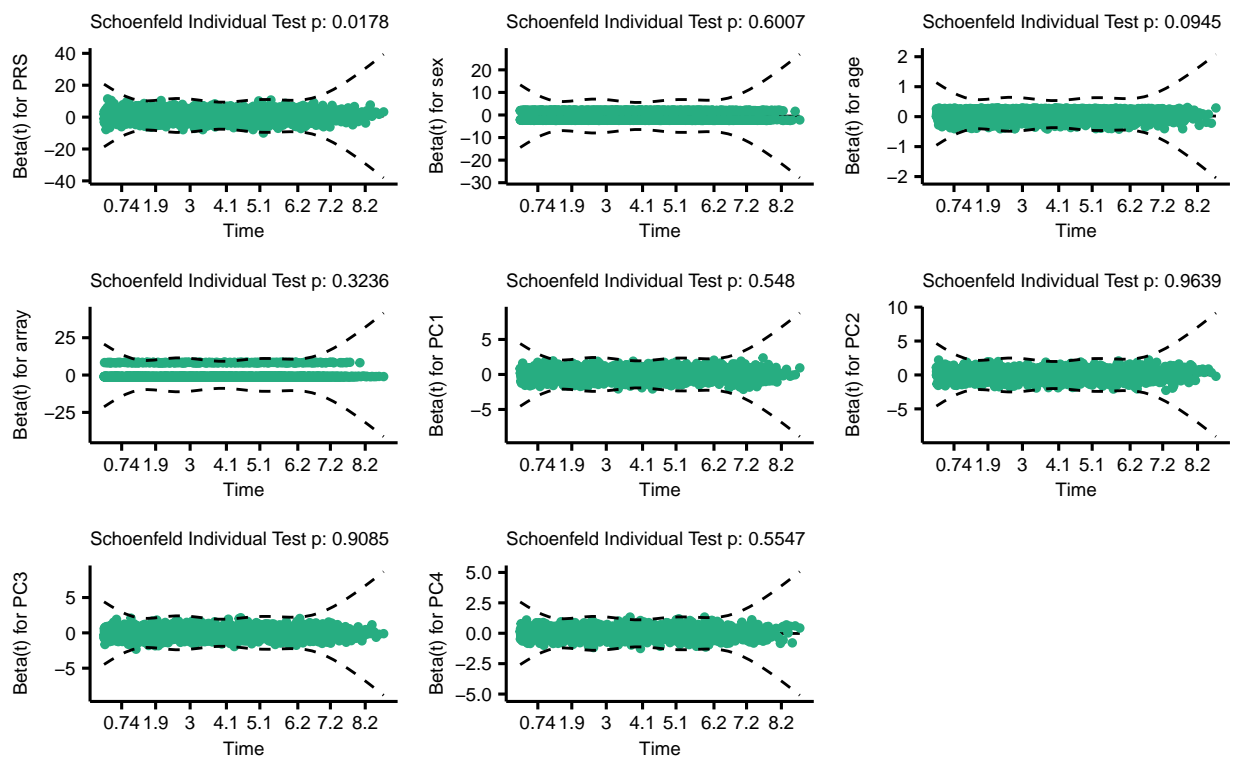 Schoenfeld Individual Test p: 0.0178
Beta(t) for PRS
40
20
0
−20
−40
0.74 1.9 3 4.1 5.1 6.2 7.2 8.2
Time
Schoenfeld Individual Test p: 0.6007
Beta(t) for sex
20
10
0
−10
−20
−30
0.74 1.9 3 4.1 5.1 6.2 7.2 8.2
Time
Schoenfeld Individual Test p: 0.0945
Beta(t) for age
2
1
0
−1
−2
0.74 1.9 3 4.1 5.1 6.2 7.2 8.2
Time
Schoenfeld Individual Test p: 0.3236
Beta(t) for array
25
0
−25
0.74 1.9 3 4.1 5.1 6.2 7.2 8.2
Time
Schoenfeld Individual Test p: 0.548
Beta(t) for PC1
5
0
−5
0.74 1.9 3 4.1 5.1 6.2 7.2 8.2
Time
Schoenfeld Individual Test p: 0.9639
Beta(t) for PC2
10
5
0
−5
0.74 1.9 3 4.1 5.1 6.2 7.2 8.2
Time
Schoenfeld Individual Test p: 0.9085
Beta(t) for PC3
5
0
−5
0.74 1.9 3 4.1 5.1 6.2 7.2 8.2
Time
Schoenfeld Individual Test p: 0.5547
Beta(t) for PC4
5.0
2.5
0.0
−2.5
−5.0
0.74 1.9 3 4.1 5.1 6.2 7.2 8.2
Time